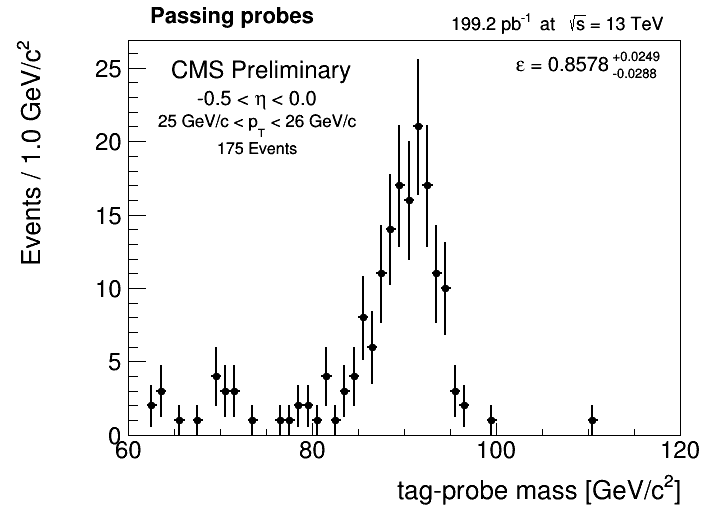 Passing probes
199.2 pb⁻¹ at √s = 13 TeV
CMS Preliminary
-0.5 < η < 0.0
25 GeV/c < p_T < 26 GeV/c
175 Events
ε = 0.8578 +0.0249 -0.0288
Events / 1.0 GeV/c²
25
20
15
10
5
0
60 80 100 120
tag-probe mass [GeV/c²]